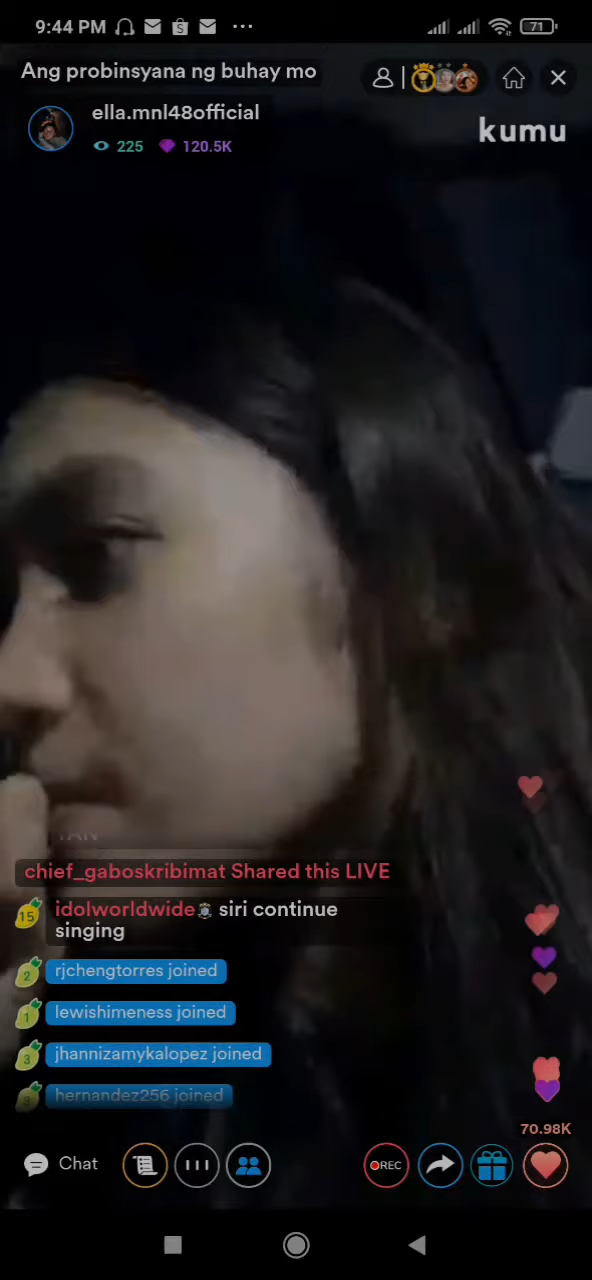 9:44 PM
71
Ang probinsyana ng buhay mo
ella.mnl48official
225 120.5K
kumu
chief_gaboskribimat Shared this LIVE
15 idolworldwide siri continue
singing
2 rjchengtorres joined
1 lewishimeness joined
3 jhannizamykalopez joined
hernandez256 joined
70.98K
Chat
REC